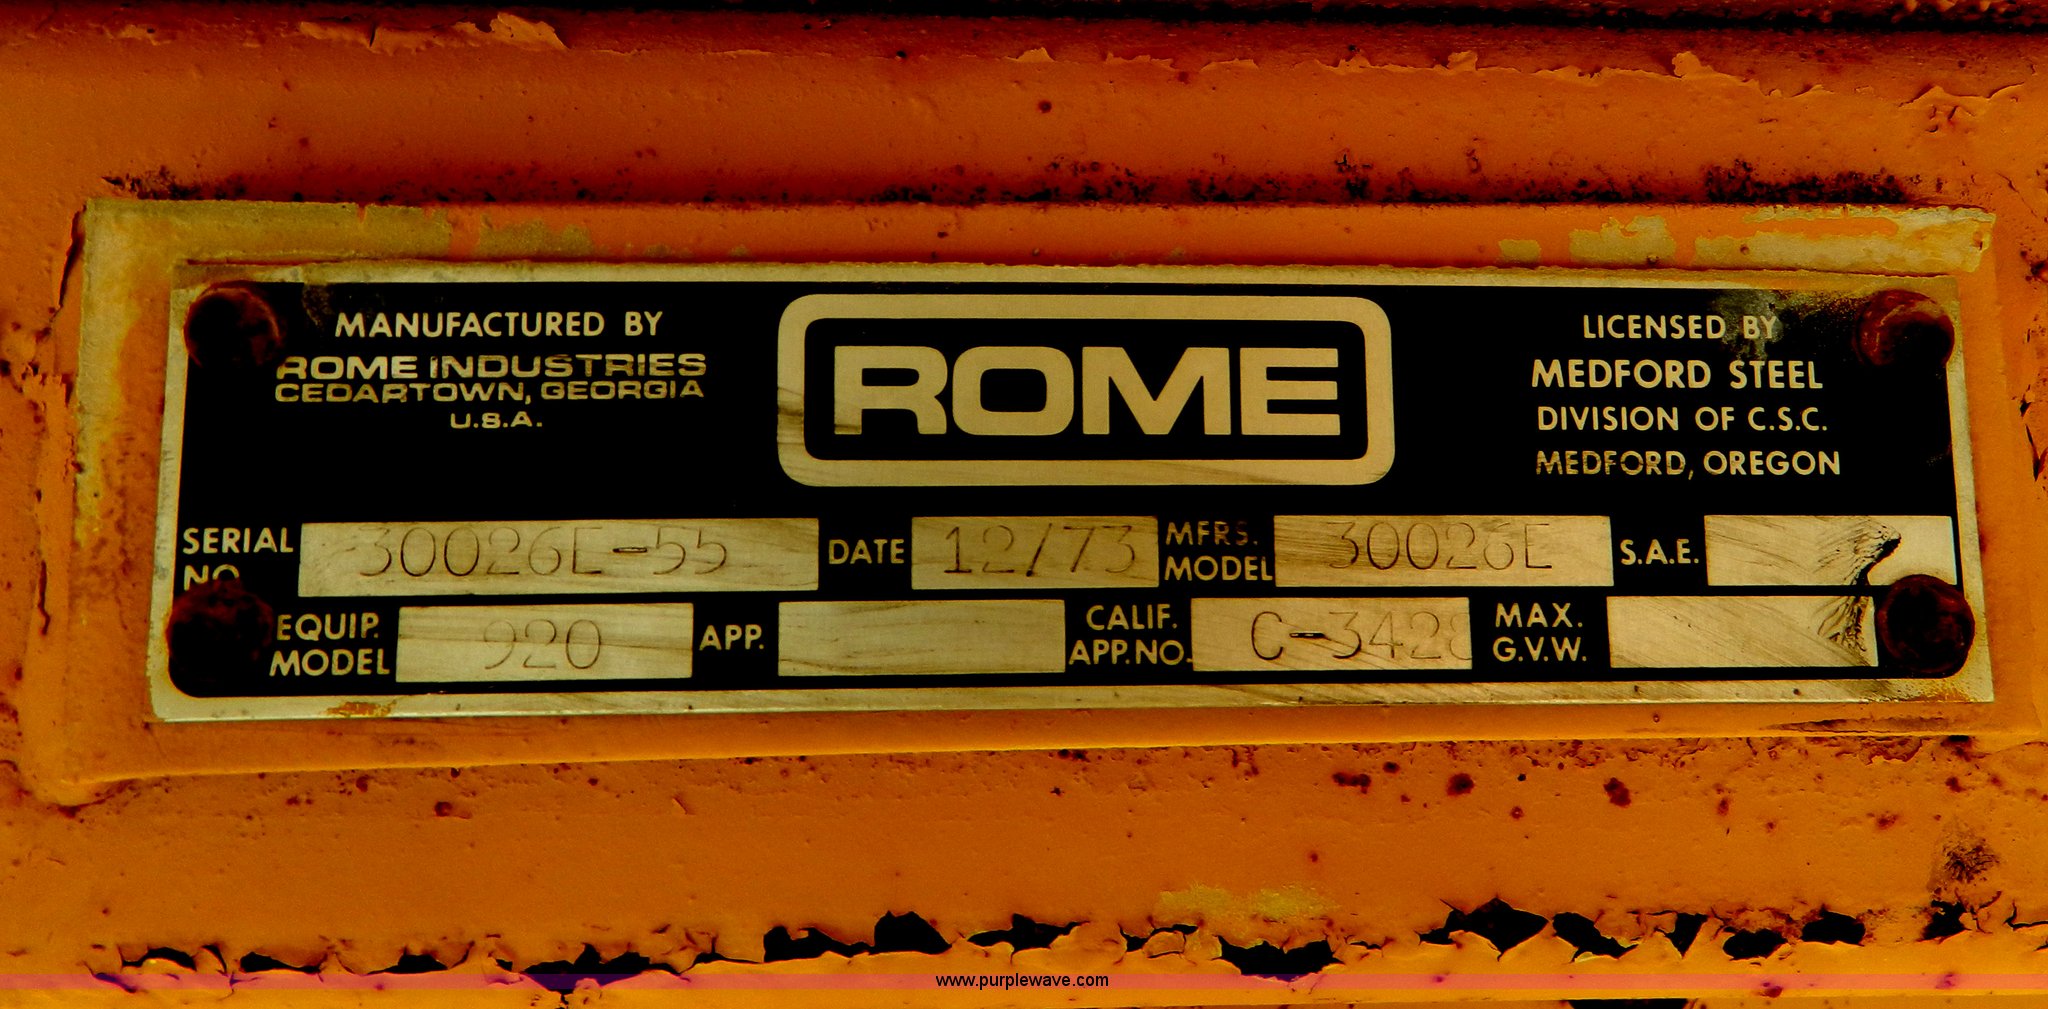 MANUFACTURED BY
ROME INDUSTRIES
CEDARTOWN, GEORGIA
U.S.A.
ROME
LICENSED BY
MEDFORD STEEL
DIVISION OF C.S.C.
MEDFORD, OREGON
SERIAL NO. 30026E-55 DATE 12/73 MFRS. MODEL 30026E S.A.E.
EQUIP. MODEL 920 APP. CALIF. APP. NO. C-3428 MAX. G.V.W.
www.purplewave.com